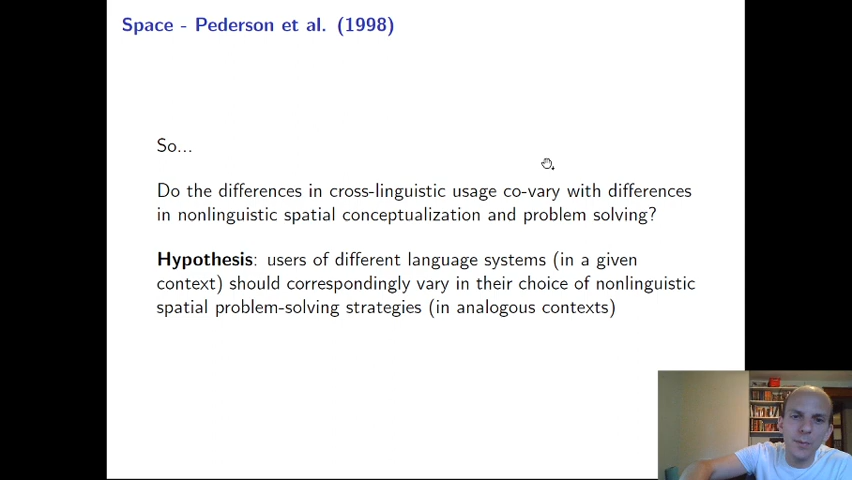 Space - Pederson et al. (1998)
So...
Do the differences in cross-linguistic usage co-vary with differences
in nonlinguistic spatial conceptualization and problem solving?
Hypothesis: users of different language systems (in a given
context) should correspondingly vary in their choice of nonlinguistic
spatial problem-solving strategies (in analogous contexts)